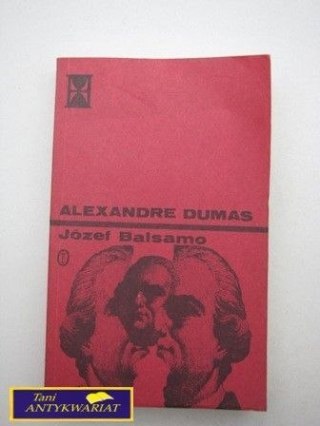 ALEXANDRE DUMAS
Józef Balsamo
Tani
ANTYKWARIAT